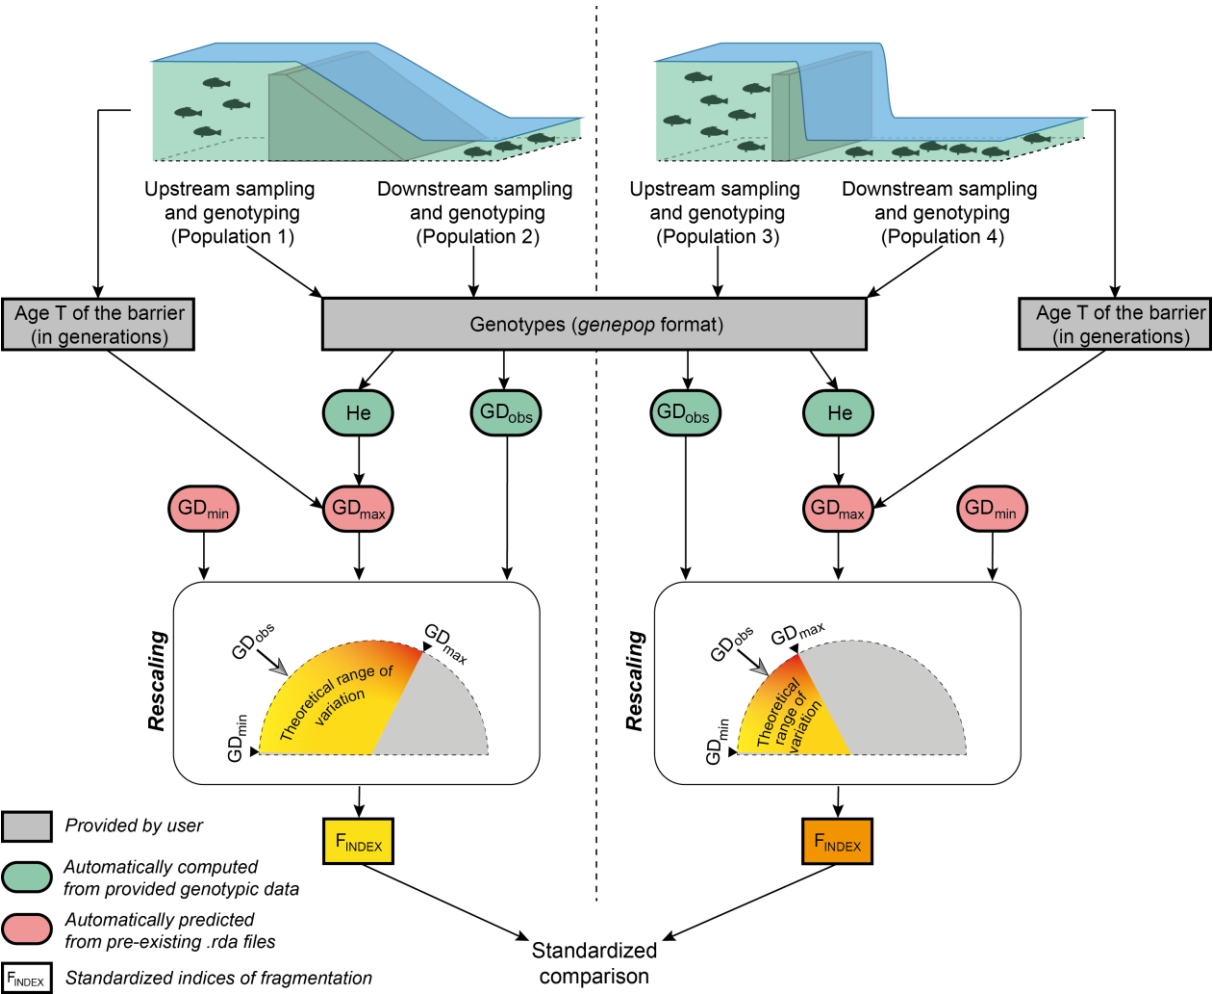 Upstream sampling
and genotyping
(Population 1)
Downstream sampling
and genotyping
(Population 2)
Upstream sampling
and genotyping
(Population 3)
Downstream sampling
and genotyping
(Population 4)
Age T of the barrier
(in generations)
Genotypes (genepop format)
Age T of the barrier
(in generations)
He
GDobs
GDobs
He
GDmin
GDmax
GDmax
GDmin
Rescaling
GDobs
GDmax
Theoretical range of
variation
GDmin
Rescaling
GDobs
GDmax
Theoretical
range of
variation
GDmin
Provided by user
FINDEX
FINDEX
Automatically computed
from provided genotypic data
Automatically predicted
from pre-existing .rda files
FINDEX
Standardized indices of fragmentation
Standardized
comparison